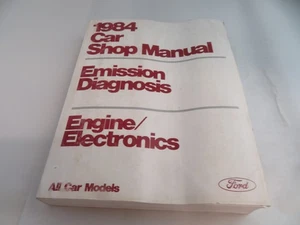 1984
Car
Shop Manual
Emission
Diagnosis
Engine/
Electronics
All Car Models
Ford